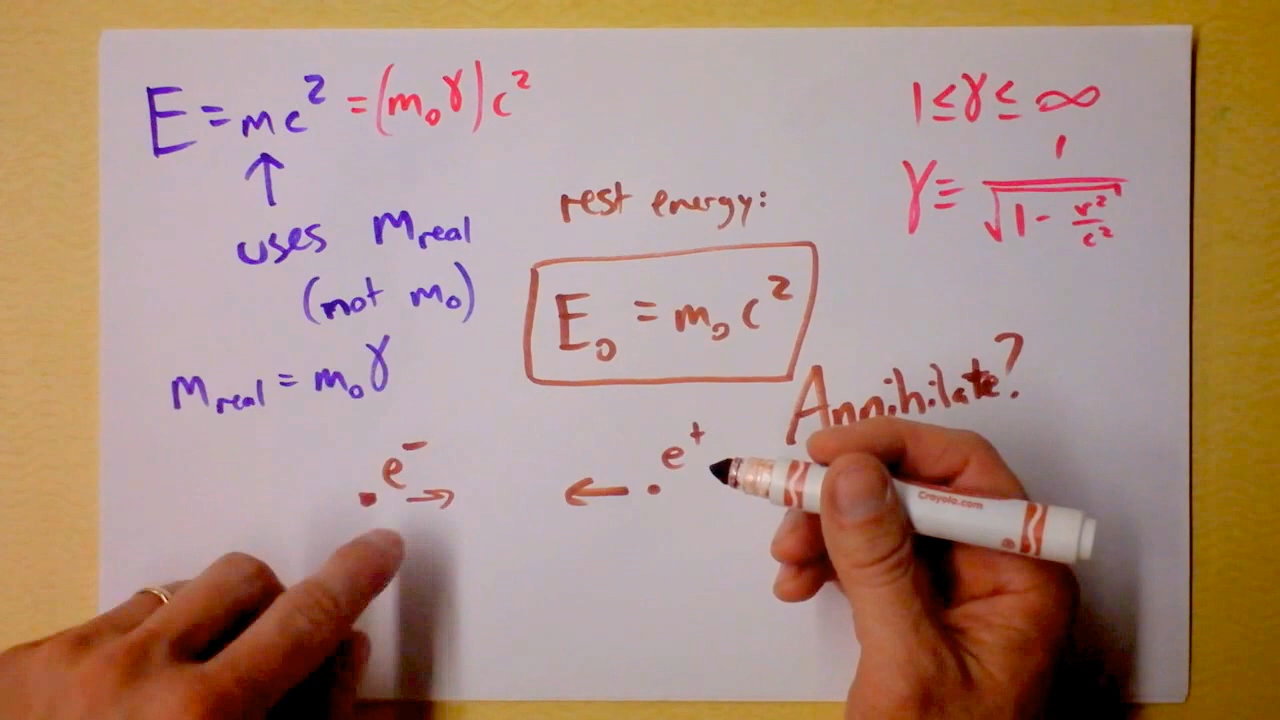 E = mc² = (m₀γ)c²
↑
uses m_real
(not m₀)
m_real = m₀γ
rest energy:
E₀ = m₀c²
1 ≤ γ ≤ ∞
γ ≡ 1/√(1 - v²/c²)
Annihilate?
e⁻ →
← e⁺
Crayola.com